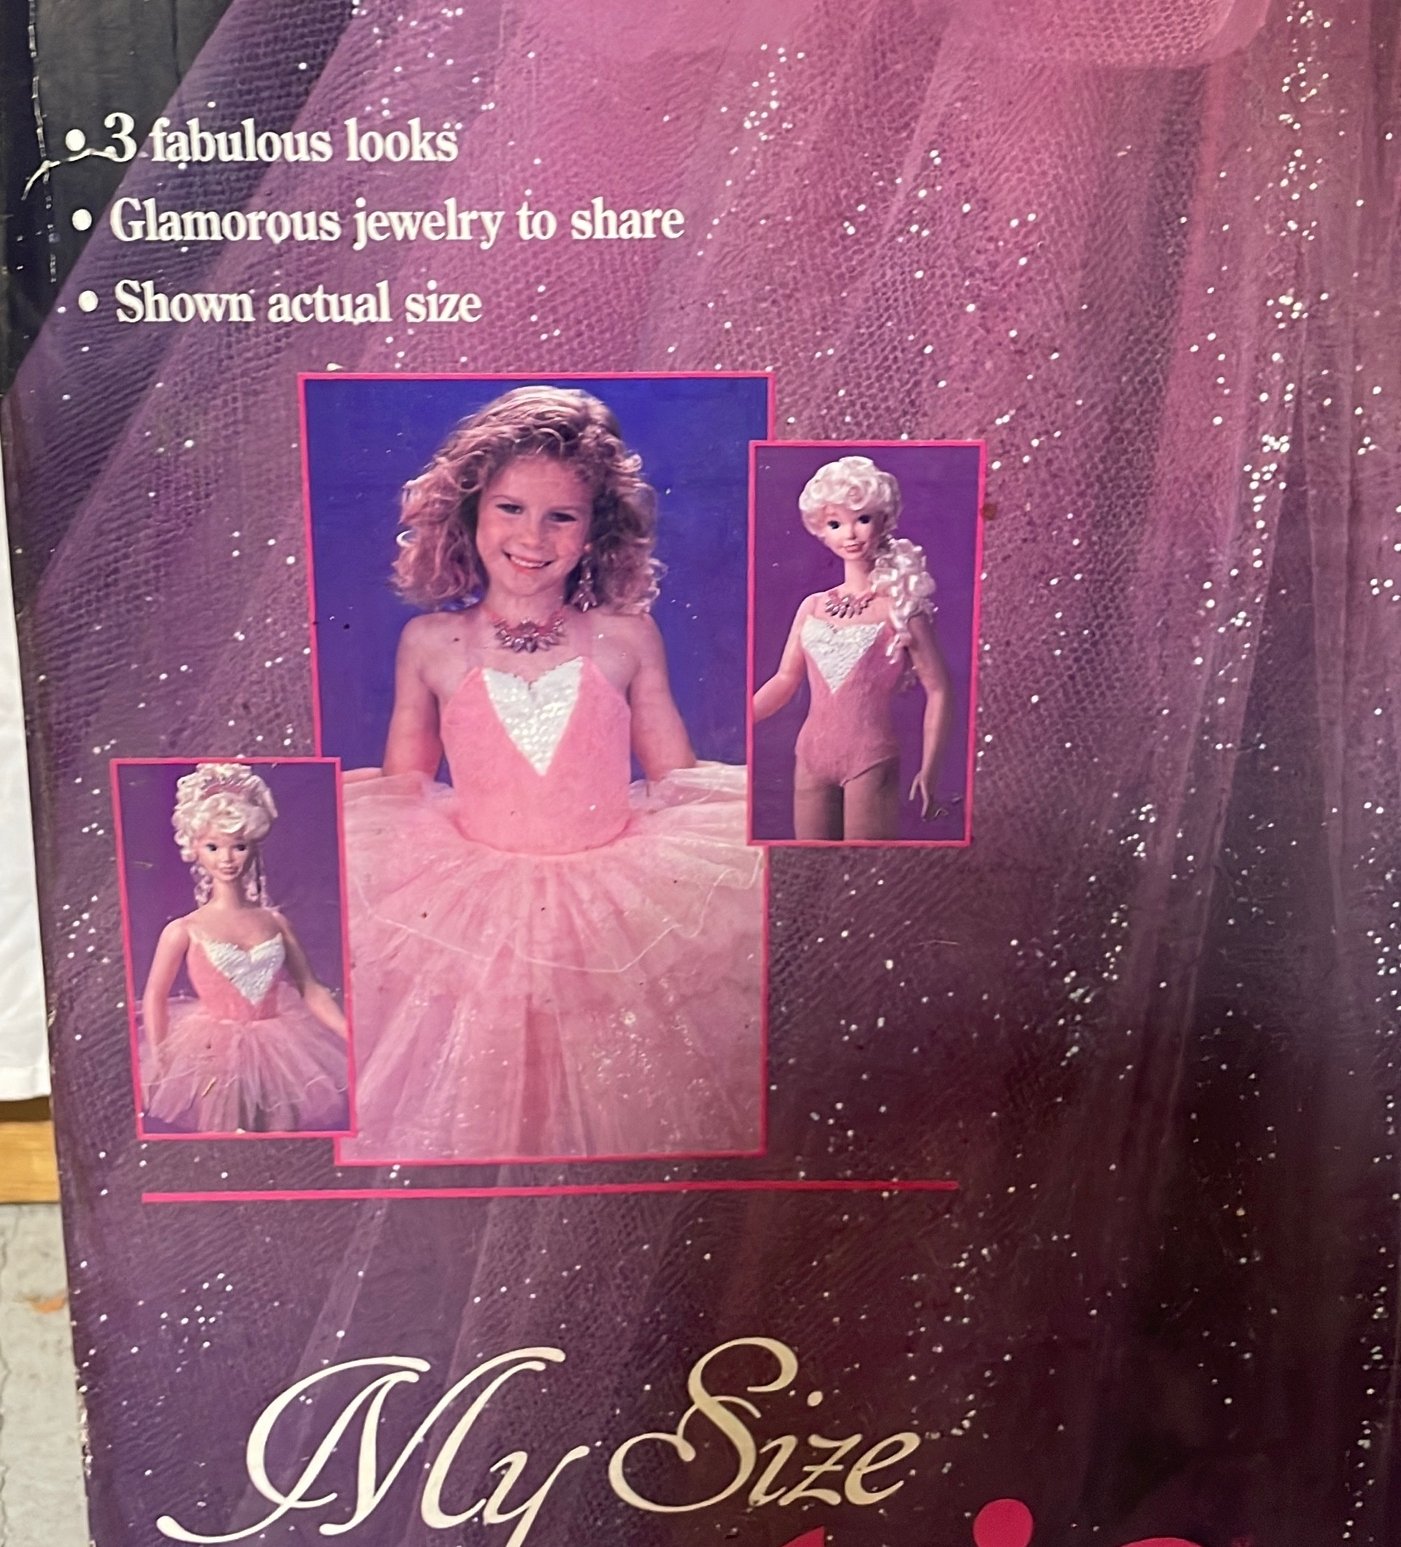 • 3 fabulous looks
• Glamorous jewelry to share
• Shown actual size
My Size